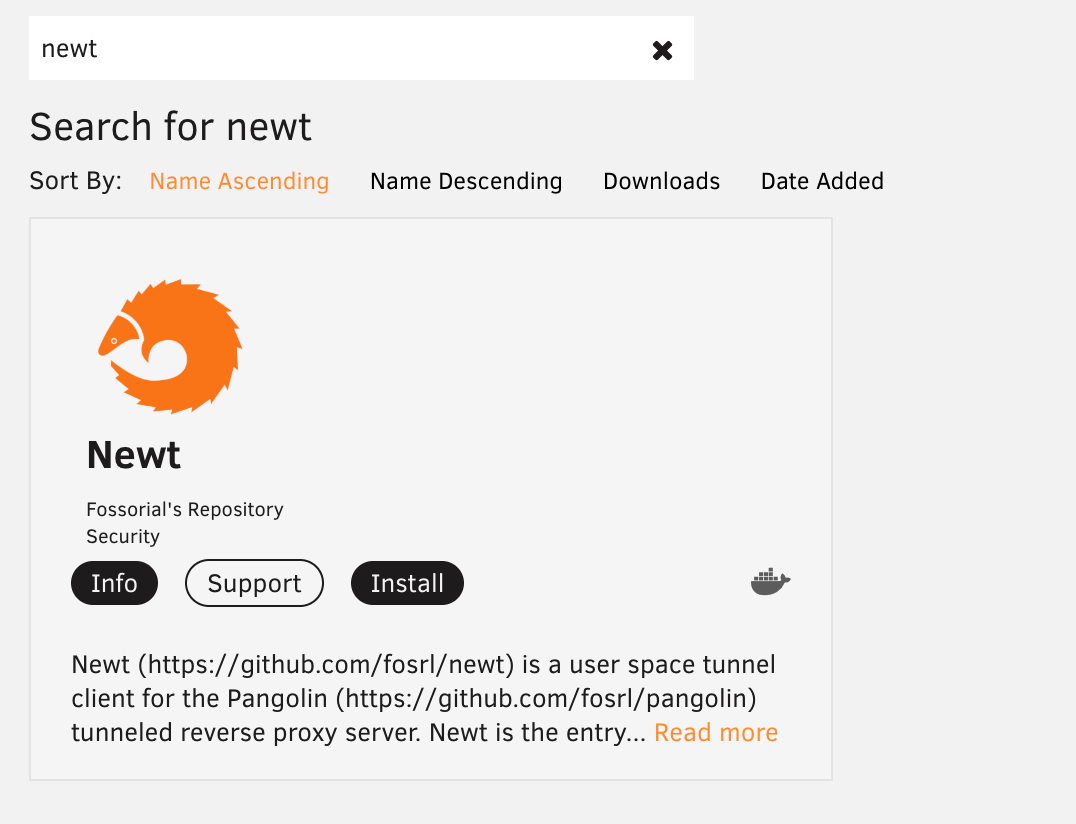 newt
Search for newt
Sort By: Name Ascending Name Descending Downloads Date Added
Newt
Fossorial's Repository
Security
Info Support Install
Newt (https://github.com/fosrl/newt) is a user space tunnel
client for the Pangolin (https://github.com/fosrl/pangolin)
tunneled reverse proxy server. Newt is the entry... Read more